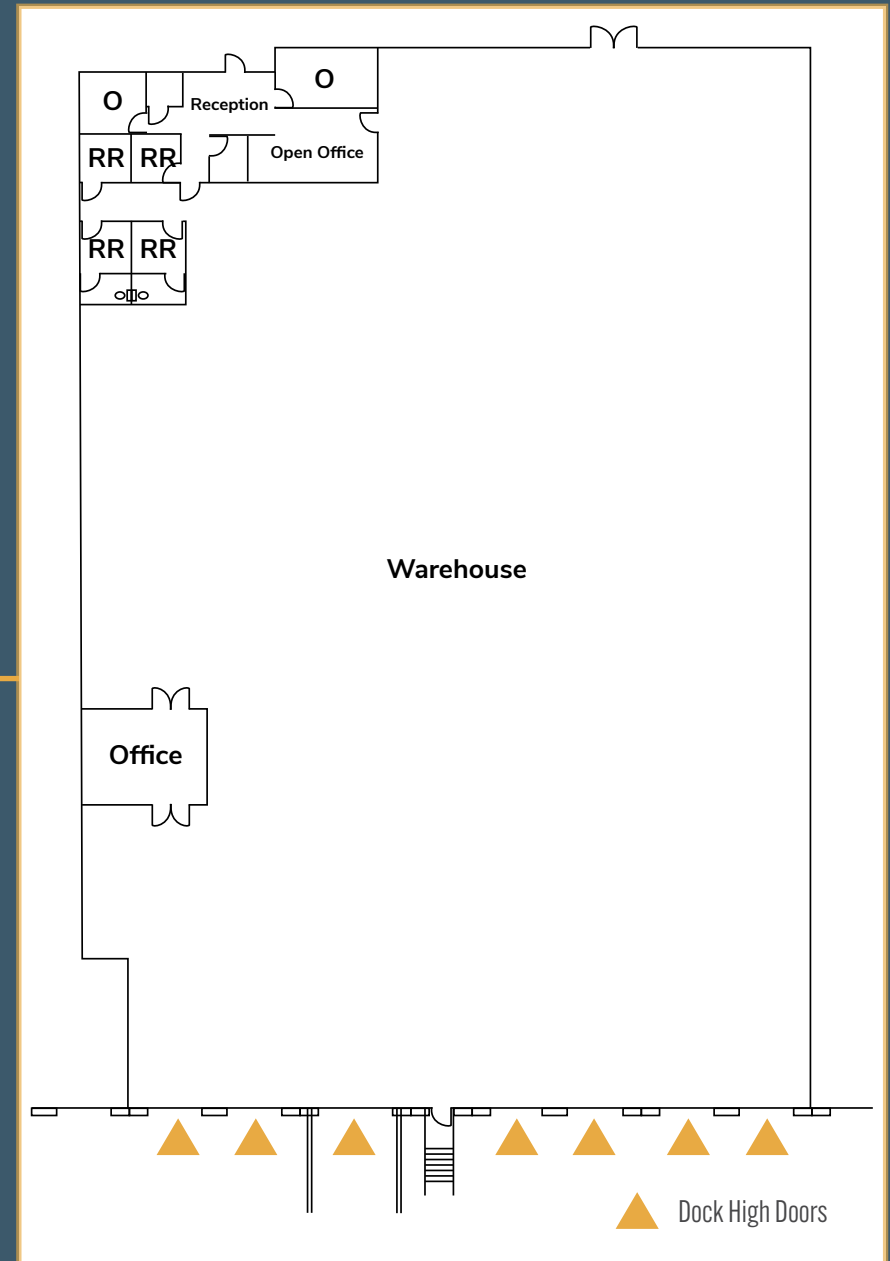 O
O
Reception
Open Office
RR
RR
RR
RR
Warehouse
Office
Dock High Doors